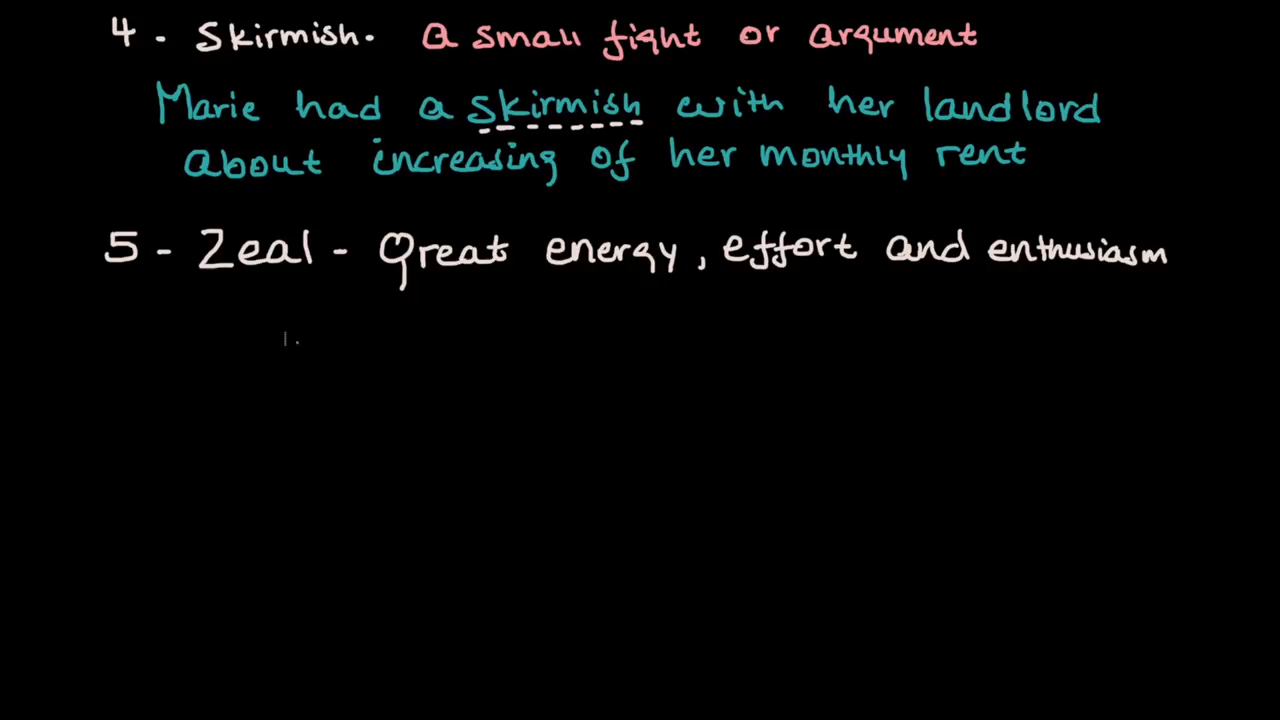 4 - Skirmish. a small fight or argument
Marie had a skirmish with her landlord
about increasing of her monthly rent
5 - Zeal - Great energy, effort and enthusiasm